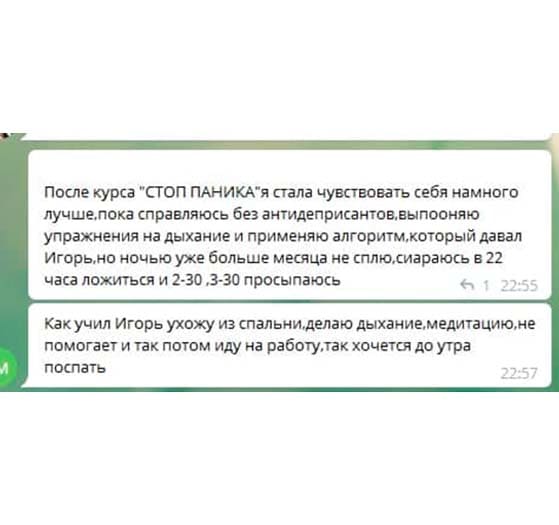 После курса "СТОП ПАНИКА"я стала чувствовать себя намного
лучше,пока справляюсь без антидеприсантов,выпооняю
упражнения на дыхание и применяю алгоритм,который давал
Игорь,но ночью уже больше месяца не сплю,сиараюсь в 22
часа ложиться и 2-30 ,3-30 просыпаюсь
1 22:55
Как учил Игорь ухожу из спальни,делаю дыхание,медитацию,не
помогает и так потом иду на работу,так хочется до утра
поспать
22:57
М